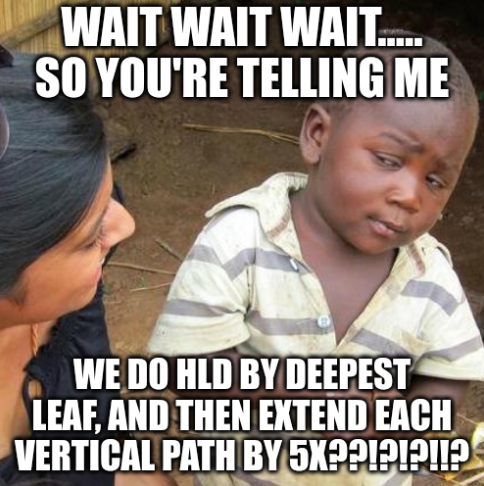 WAIT WAIT WAIT.....
SO YOU'RE TELLING ME
WE DO HLD BY DEEPEST
LEAF, AND THEN EXTEND EACH
VERTICAL PATH BY 5X??!?!?!!?